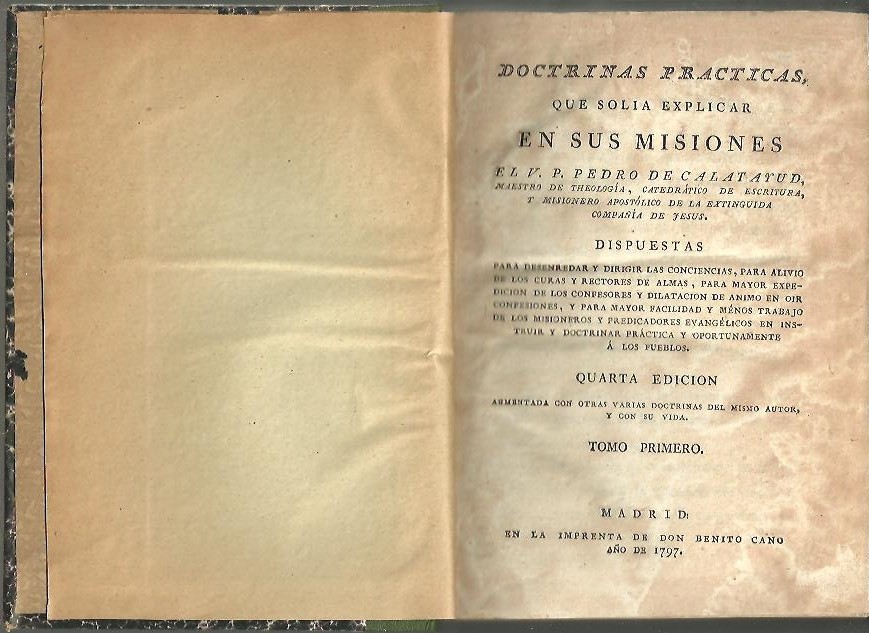 DOCTRINAS PRACTICAS,
QUE SOLIA EXPLICAR
EN SUS MISIONES
EL V. P. PEDRO DE CALATAYUD,
MAESTRO DE THEOLOGÍA, CATEDRÁTICO DE ESCRITURA,
Y MISIONERO APOSTÓLICO DE LA EXTINGUIDA
COMPAÑÍA DE JESUS.
DISPUESTAS
PARA DESENREDAR Y DIRIGIR LAS CONCIENCIAS, PARA ALIVIO
DE LOS CURAS Y RECTORES DE ALMAS, PARA MAYOR EXPE-
DICION DE LOS CONFESORES Y DILATACION DE ANIMO EN OIR
CONFESIONES, Y PARA MAYOR FACILIDAD Y MÉNOS TRABAJO
DE LOS MISIONEROS Y PREDICADORES EVANGÉLICOS EN INS-
TRUIR Y DOCTRINAR PRÁCTICA Y OPORTUNAMENTE
Á LOS PUEBLOS.
QUARTA EDICION
AUMENTADA CON OTRAS VARIAS DOCTRINAS DEL MISMO AUTOR,
Y CON SU VIDA.
TOMO PRIMERO.
MADRID:
EN LA IMPRENTA DE DON BENITO CANO
AÑO DE 1797.